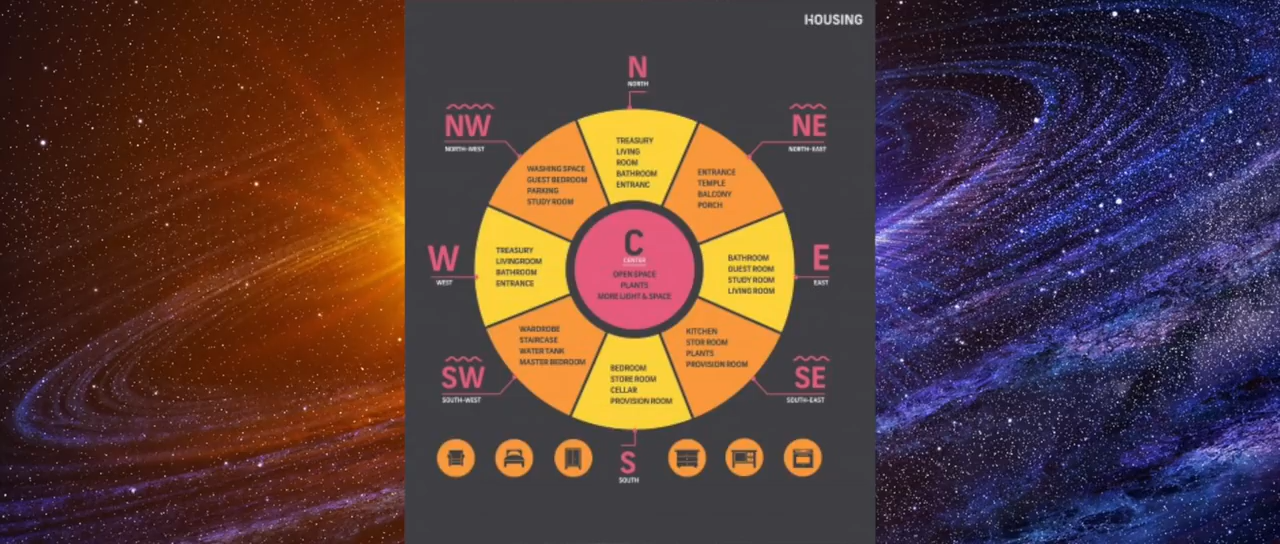 HOUSING
N
NORTH
NW
NORTH-WEST
NE
NORTH-EAST
TREASURY
LIVING
ROOM
BATHROOM
ENTRANC
WASHING SPACE
GUEST BEDROOM
PARKING
STUDY ROOM
ENTRANCE
TEMPLE
BALCONY
PORCH
W
WEST
TREASURY
LIVINGROOM
BATHROOM
ENTRANCE
C
CENTER
OPEN SPACE
PLANTS
MORE LIGHT & SPACE
BATHROOM
GUEST ROOM
STUDY ROOM
LIVING ROOM
E
EAST
WARDROBE
STAIRCASE
WATER TANK
MASTER BEDROOM
KITCHEN
STOR ROOM
PLANTS
PROVISION ROOM
SW
SOUTH-WEST
BEDROOM
STORE ROOM
CELLAR
PROVISION ROOM
SE
SOUTH-EAST
S
SOUTH